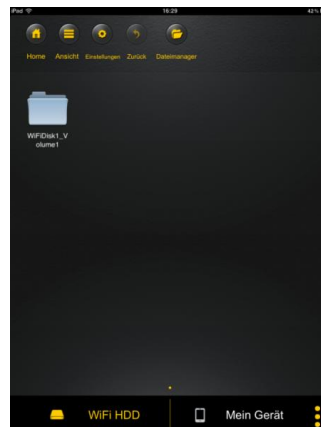 iPad 16:29 42 %
Home Ansicht Einstellungen Zurück Dateimanager
WiFiDisk1_V
olume1
WiFi HDD Mein Gerät